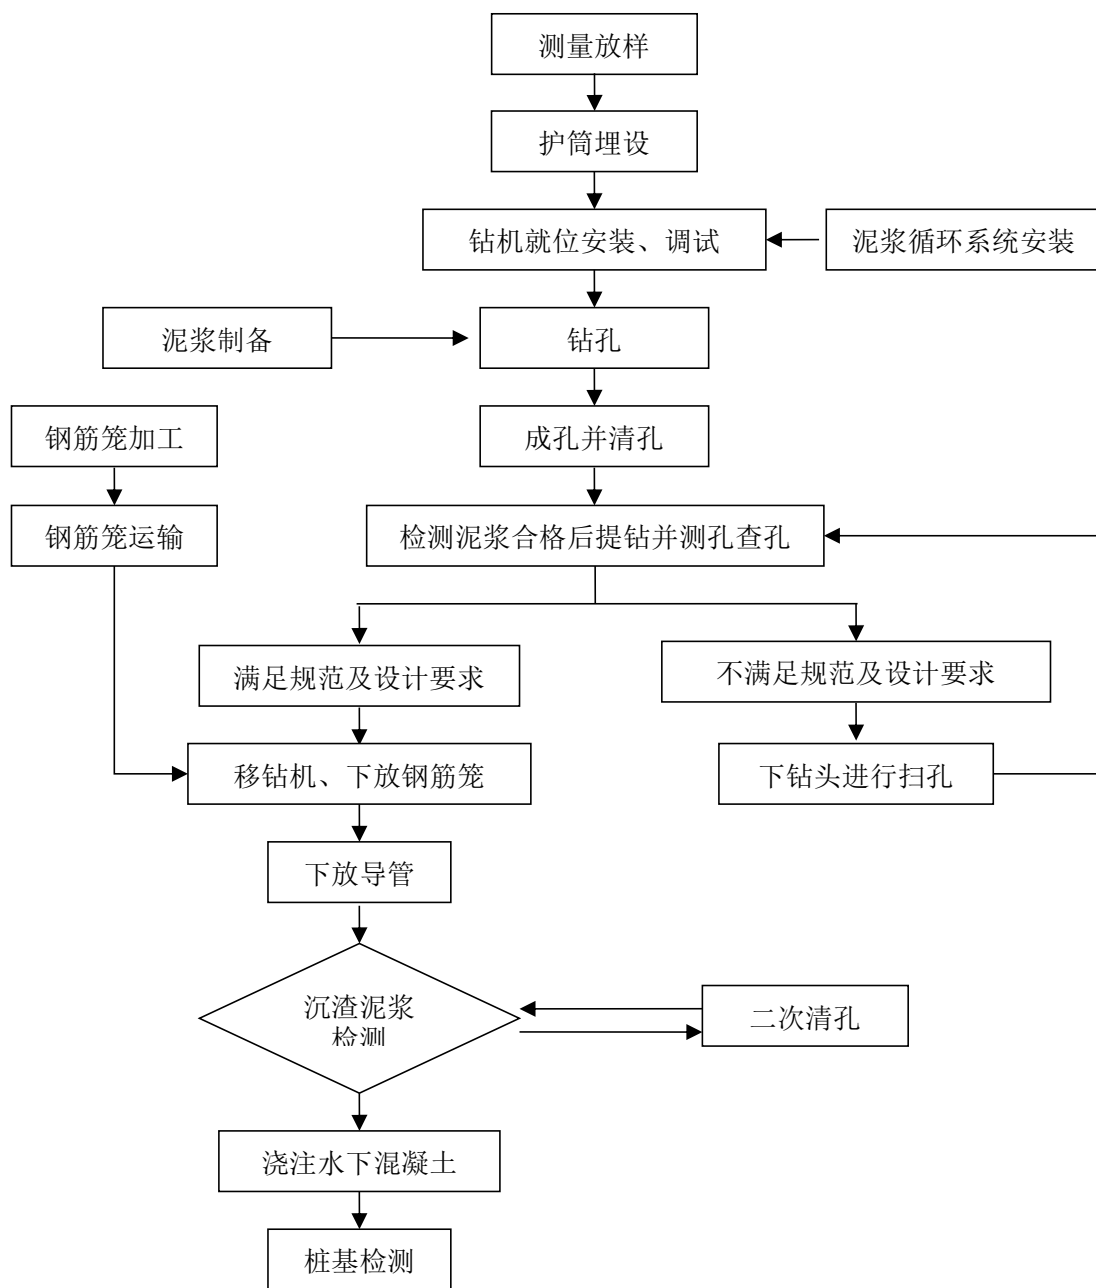 测量放样
护筒埋设
钻机就位安装、调试
泥浆循环系统安装
泥浆制备
钻孔
钢筋笼加工
成孔并清孔
钢筋笼运输
检测泥浆合格后提钻并测孔查孔
满足规范及设计要求
不满足规范及设计要求
移钻机、下放钢筋笼
下钻头进行扫孔
下放导管
沉渣泥浆
检测
二次清孔
浇注水下混凝土
桩基检测